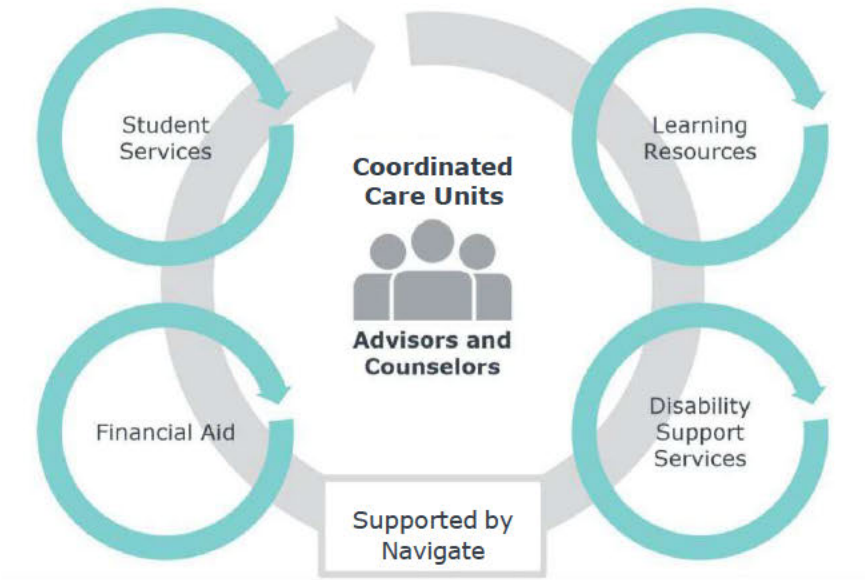 Student
Services
Learning
Resources
Coordinated
Care Units
Advisors and
Counselors
Financial Aid
Disability
Support
Services
Supported by
Navigate